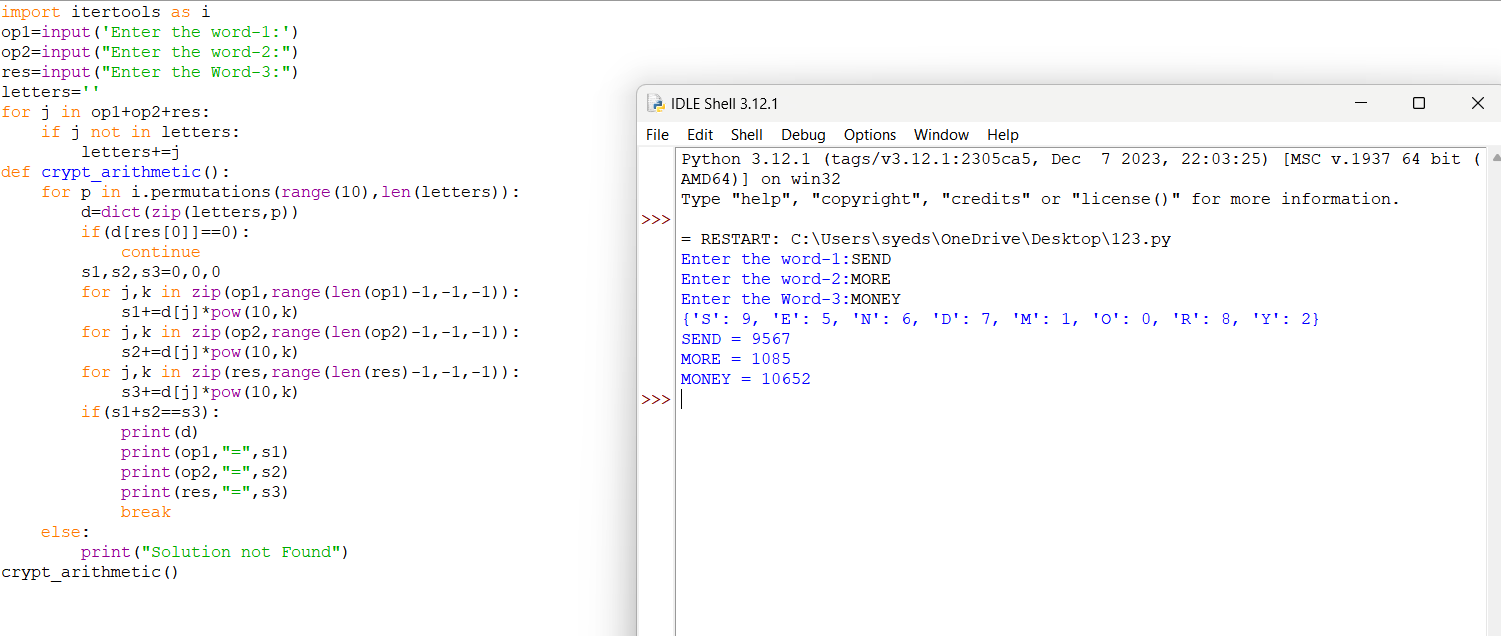 import itertools as i
op1=input('Enter the word-1:')
op2=input("Enter the word-2:")
res=input("Enter the Word-3:")
letters=''
for j in op1+op2+res:
    if j not in letters:
        letters+=j
def crypt_arithmetic():
    for p in i.permutations(range(10),len(letters)):
        d=dict(zip(letters,p))
        if(d[res[0]]==0):
            continue
        s1,s2,s3=0,0,0
        for j,k in zip(op1,range(len(op1)-1,-1,-1)):
            s1+=d[j]*pow(10,k)
        for j,k in zip(op2,range(len(op2)-1,-1,-1)):
            s2+=d[j]*pow(10,k)
        for j,k in zip(res,range(len(res)-1,-1,-1)):
            s3+=d[j]*pow(10,k)
        if(s1+s2==s3):
            print(d)
            print(op1,"=",s1)
            print(op2,"=",s2)
            print(res,"=",s3)
            break
    else:
        print("Solution not Found")
crypt_arithmetic()
IDLE Shell 3.12.1
File Edit Shell Debug Options Window Help
Python 3.12.1 (tags/v3.12.1:2305ca5, Dec  7 2023, 22:03:25) [MSC v.1937 64 bit (
AMD64)] on win32
Type "help", "copyright", "credits" or "license()" for more information.
>>>
= RESTART: C:\Users\syeds\OneDrive\Desktop\123.py
Enter the word-1:SEND
Enter the word-2:MORE
Enter the Word-3:MONEY
{'S': 9, 'E': 5, 'N': 6, 'D': 7, 'M': 1, 'O': 0, 'R': 8, 'Y': 2}
SEND = 9567
MORE = 1085
MONEY = 10652
>>>